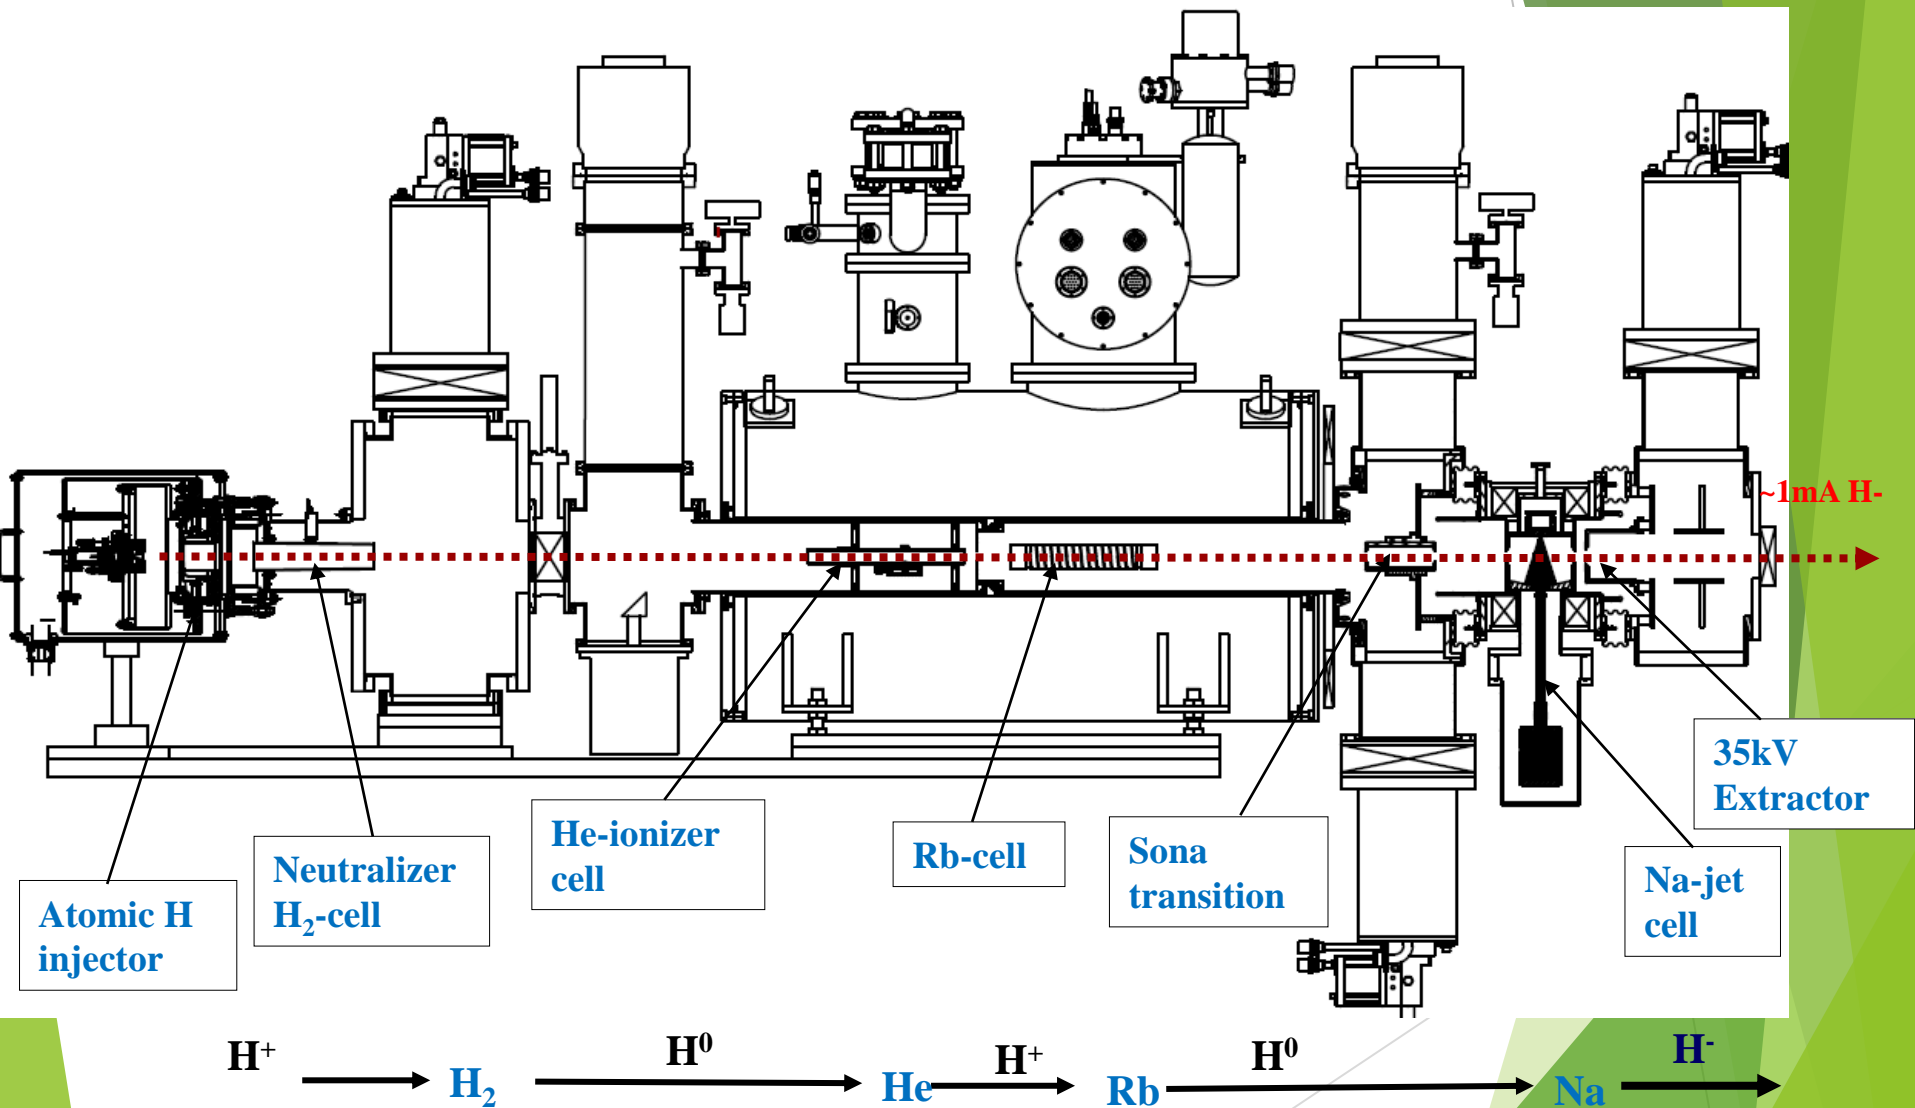 ~1mA H-
35kV
Extractor
He-ionizer
cell
Rb-cell
Sona
transition
Neutralizer
H₂-cell
Na-jet
cell
Atomic H
injector
H⁺ H⁰ H⁺ H⁰ H⁻
H₂ He Rb Na